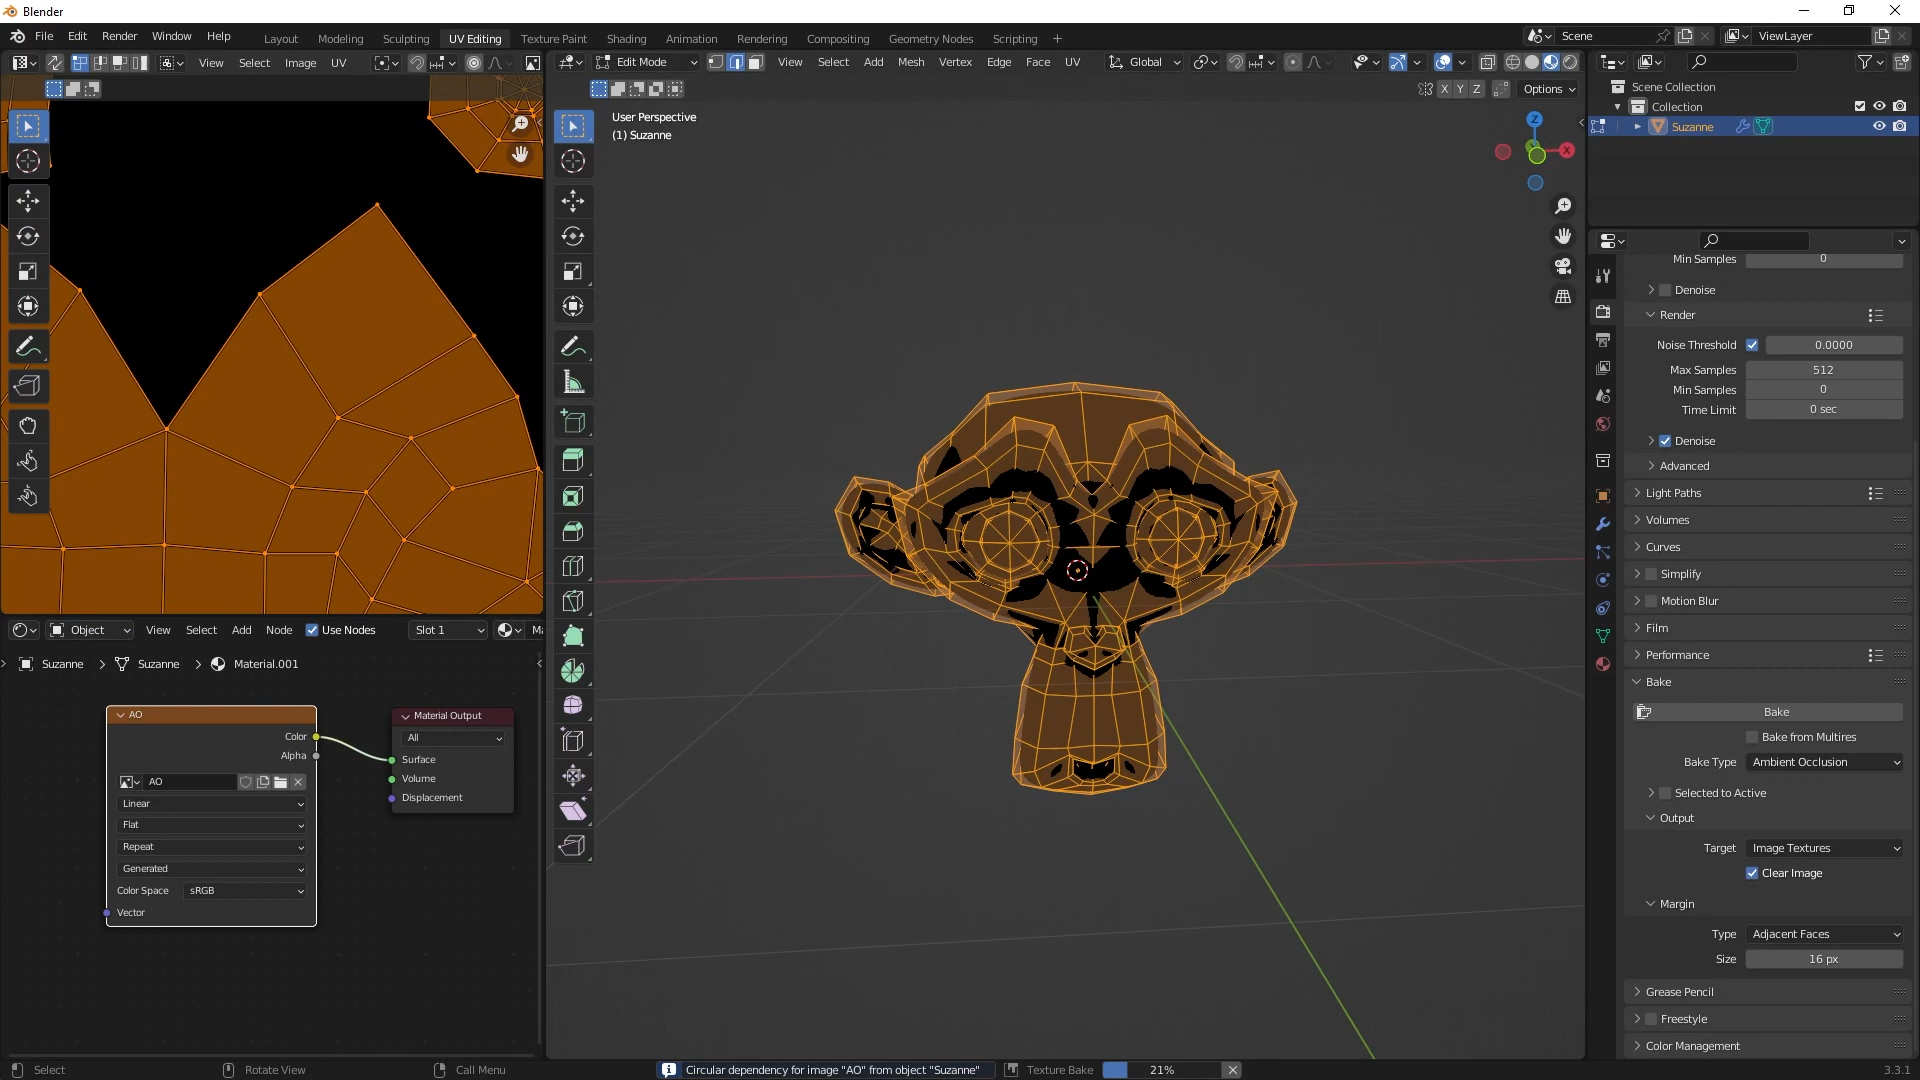 Blender
File Edit Render Window Help Layout Modeling Sculpting UV Editing Texture Paint Shading Animation Rendering Compositing Geometry Nodes Scripting + Scene ViewLayer
View Select Image UV
Edit Mode View Select Add Mesh Vertex Edge Face UV Global
X Y Z Options
User Perspective
(1) Suzanne
Z
X
Scene Collection
Collection
Suzanne
Min Samples 0
Denoise
Render
Noise Threshold 0.0000
Max Samples 512
Min Samples 0
Time Limit 0 sec
Denoise
Advanced
Light Paths
Volumes
Curves
Simplify
Motion Blur
Film
Performance
Bake
Bake
Bake from Multires
Bake Type Ambient Occlusion
Selected to Active
Output
Target Image Textures
Clear Image
Margin
Type Adjacent Faces
Size 16 px
Grease Pencil
Freestyle
Color Management
Object View Select Add Node Use Nodes Slot 1 Ma
Suzanne > Suzanne > Material.001
AO
Color
Alpha
AO
Linear
Flat
Repeat
Generated
Color Space sRGB
Vector
Material Output
All
Surface
Volume
Displacement
Select Rotate View Call Menu Circular dependency for image "AO" from object "Suzanne" Texture Bake 21% 3.3.1